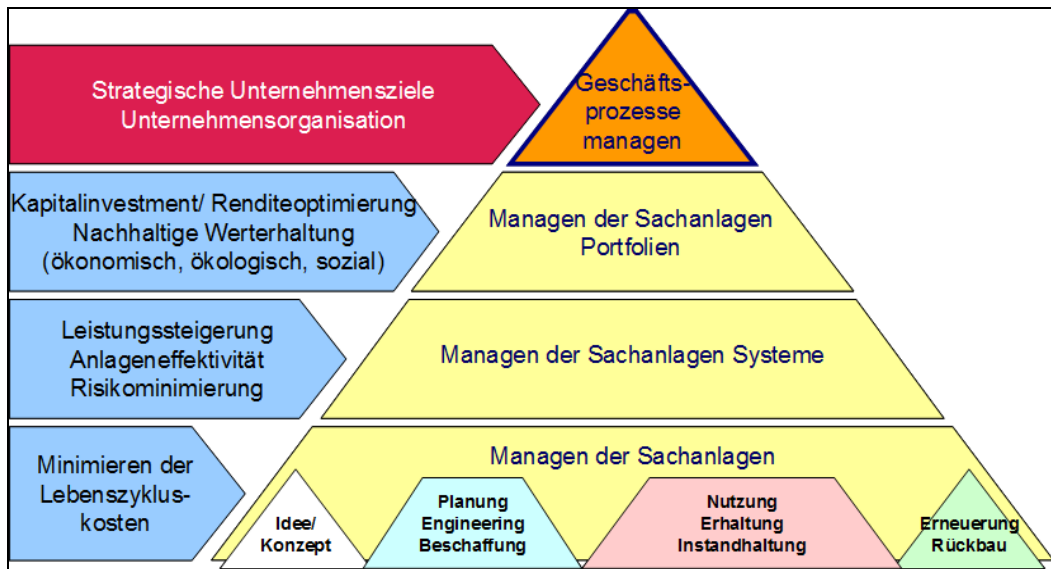 Strategische Unternehmensziele
Unternehmensorganisation
Geschäfts-
prozesse
managen
Kapitalinvestment/ Renditeoptimierung
Nachhaltige Werterhaltung
(ökonomisch, ökologisch, sozial)
Managen der Sachanlagen
Portfolien
Leistungssteigerung
Anlageneffektivität
Risikominimierung
Managen der Sachanlagen Systeme
Minimieren der
Lebenszyklus-
kosten
Managen der Sachanlagen
Idee/
Konzept
Planung
Engineering
Beschaffung
Nutzung
Erhaltung
Instandhaltung
Erneuerung
Rückbau